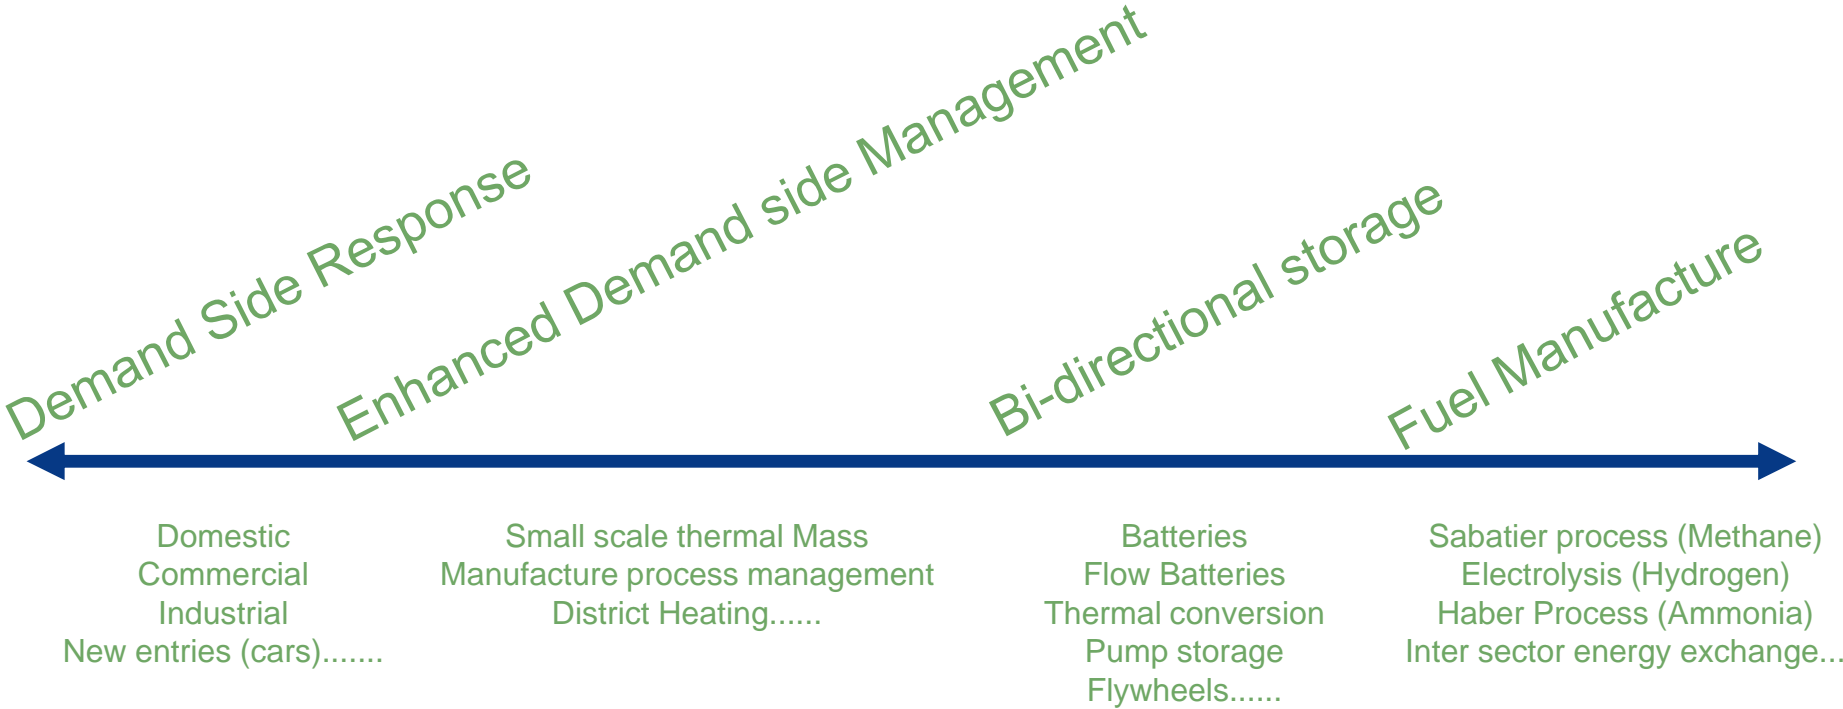 Demand Side Response
Enhanced Demand side Management
Bi-directional storage
Fuel Manufacture
Domestic
Commercial
Industrial
New entries (cars).......
Small scale thermal Mass
Manufacture process management
District Heating......
Batteries
Flow Batteries
Thermal conversion
Pump storage
Flywheels......
Sabatier process (Methane)
Electrolysis (Hydrogen)
Haber Process (Ammonia)
Inter sector energy exchange...